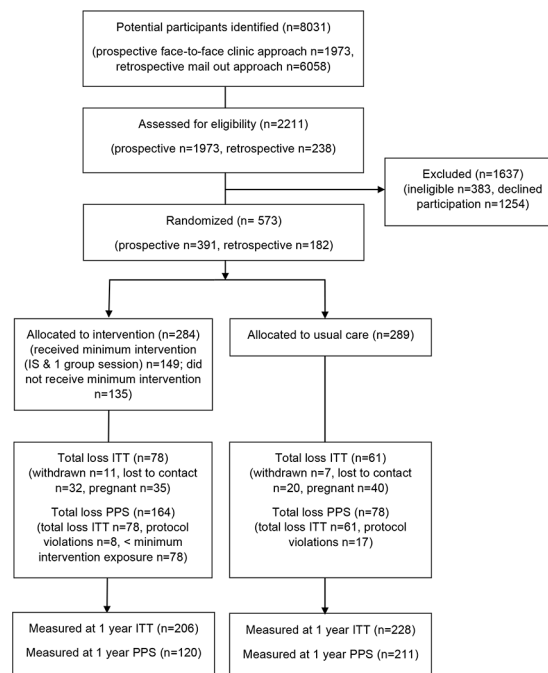 Potential participants identified (n=8031)
(prospective face-to-face clinic approach n=1973,
retrospective mail out approach n=6058)
Assessed for eligibility (n=2211)
(prospective n=1973, retrospective n=238)
Excluded (n=1637)
(ineligible n=383, declined
participation n=1254)
Randomized (n= 573)
(prospective n=391, retrospective n=182)
Allocated to intervention (n=284)
(received minimum intervention
(IS & 1 group session) n=149; did
not receive minimum intervention
n=135)
Allocated to usual care (n=289)
Total loss ITT (n=78)
(withdrawn n=11, lost to contact
n=32, pregnant n=35)
Total loss PPS (n=164)
(total loss ITT n=78, protocol
violations n=8, < minimum
intervention exposure n=78)
Total loss ITT (n=61)
(withdrawn n=7, lost to contact
n=20, pregnant n=40)
Total loss PPS (n=78)
(total loss ITT n=61, protocol
violations n=17)
Measured at 1 year ITT (n=206)
Measured at 1 year PPS (n=120)
Measured at 1 year ITT (n=228)
Measured at 1 year PPS (n=211)